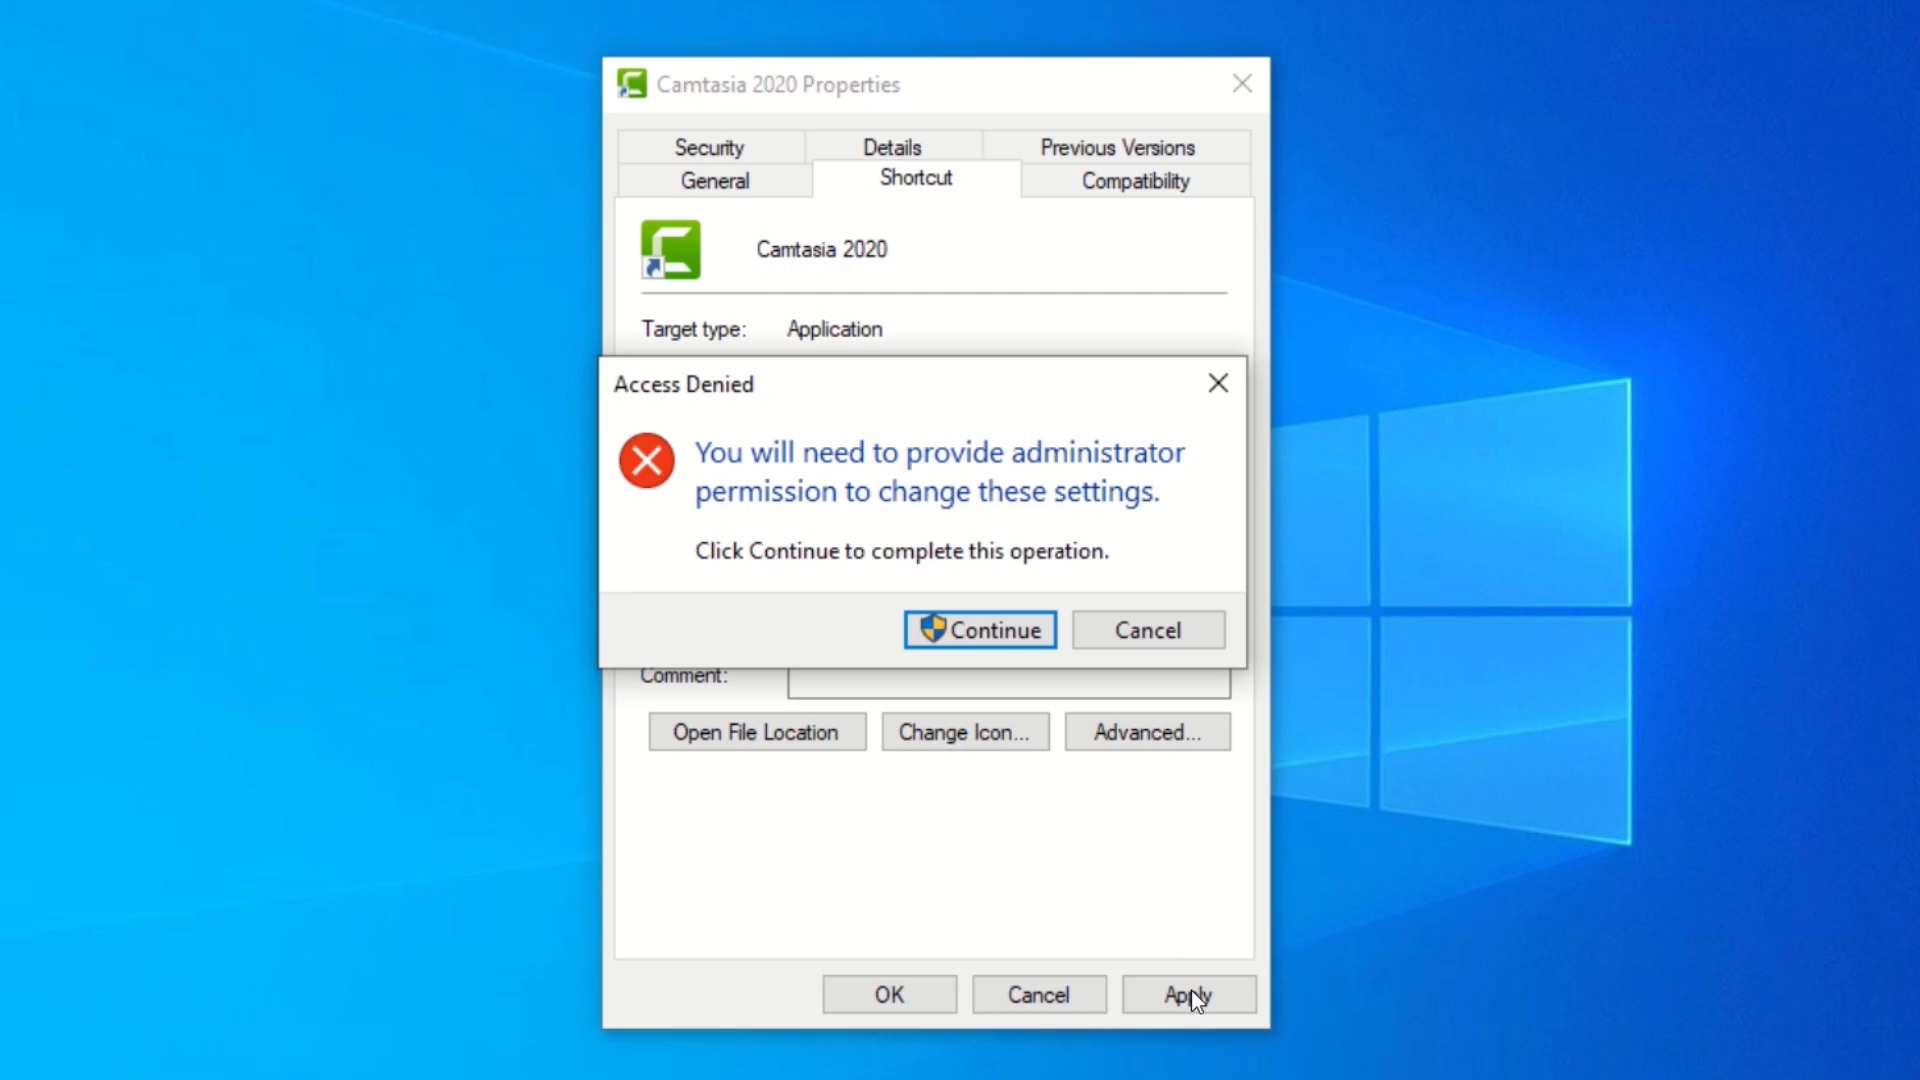 Camtasia 2020 Properties
Security Details Previous Versions
General Shortcut Compatibility
Camtasia 2020
Target type: Application
Access Denied
You will need to provide administrator
permission to change these settings.
Click Continue to complete this operation.
Continue Cancel
Comment:
Open File Location Change Icon... Advanced...
OK Cancel Apply